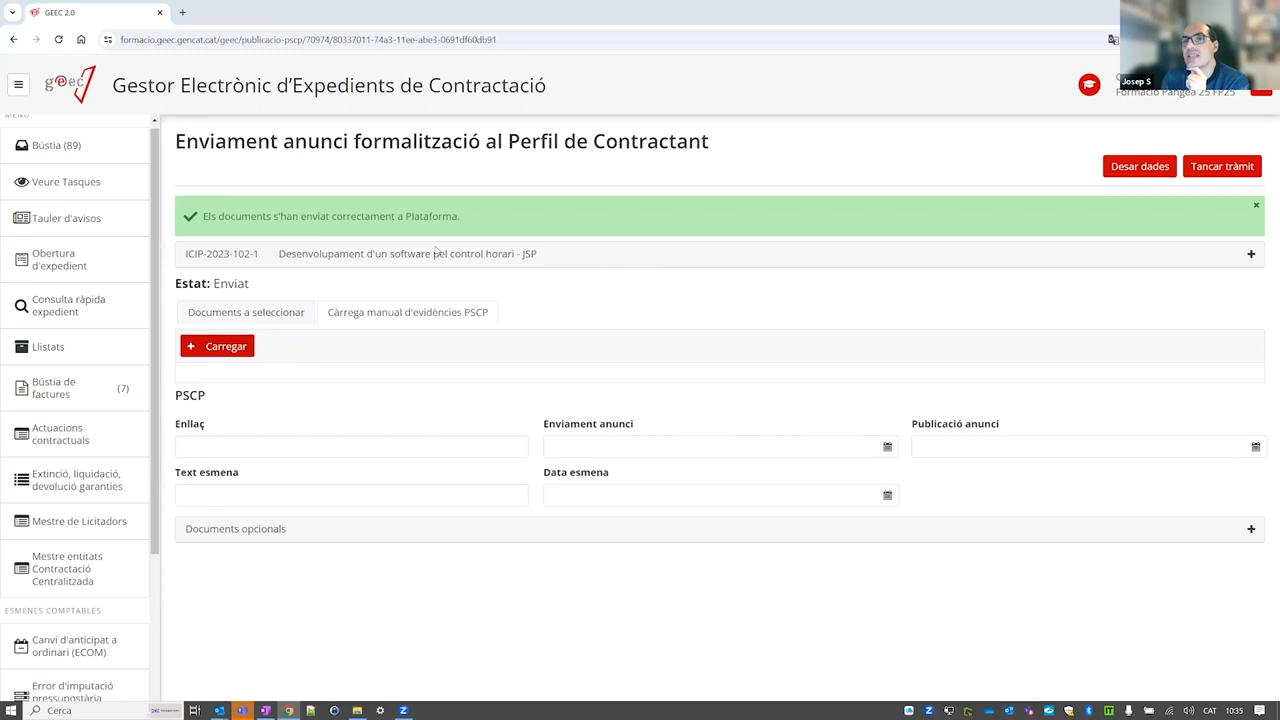 GEEC 2.0
formacio.geec.gencat.cat/geec/publicacio-pscp/70974/80337011-74a3-11ee-abe3-0691df60db91
geec
Gestor Electrònic d'Expedients de Contractació
Josep S
Formació Pangea 25 FP25
MENÚ
Bústia (89)
Veure Tasques
Tauler d'avisos
Obertura
d'expedient
Consulta ràpida
expedient
Llistats
Bústia de
factures
(7)
Actuacions
contractuals
Extinció, liquidació,
devolució garanties
Mestre de Licitadors
Mestre entitats
Contractació
Centralitzada
ESMENES COMPTABLES
Canvi d'anticipat a
ordinari (ECOM)
Error d'imputació
pressupostària
Enviament anunci formalització al Perfil de Contractant
Desar dades
Tancar tràmit
Els documents s'han enviat correctament a Plataforma.
ICIP-2023-102-1 Desenvolupament d'un software pel control horari - JSP
Estat: Enviat
Documents a seleccionar
Càrrega manual d'evidències PSCP
+ Carregar
PSCP
Enllaç
Enviament anunci
Publicació anunci
Text esmena
Data esmena
Documents opcionals
Cerca
CAT
10:35